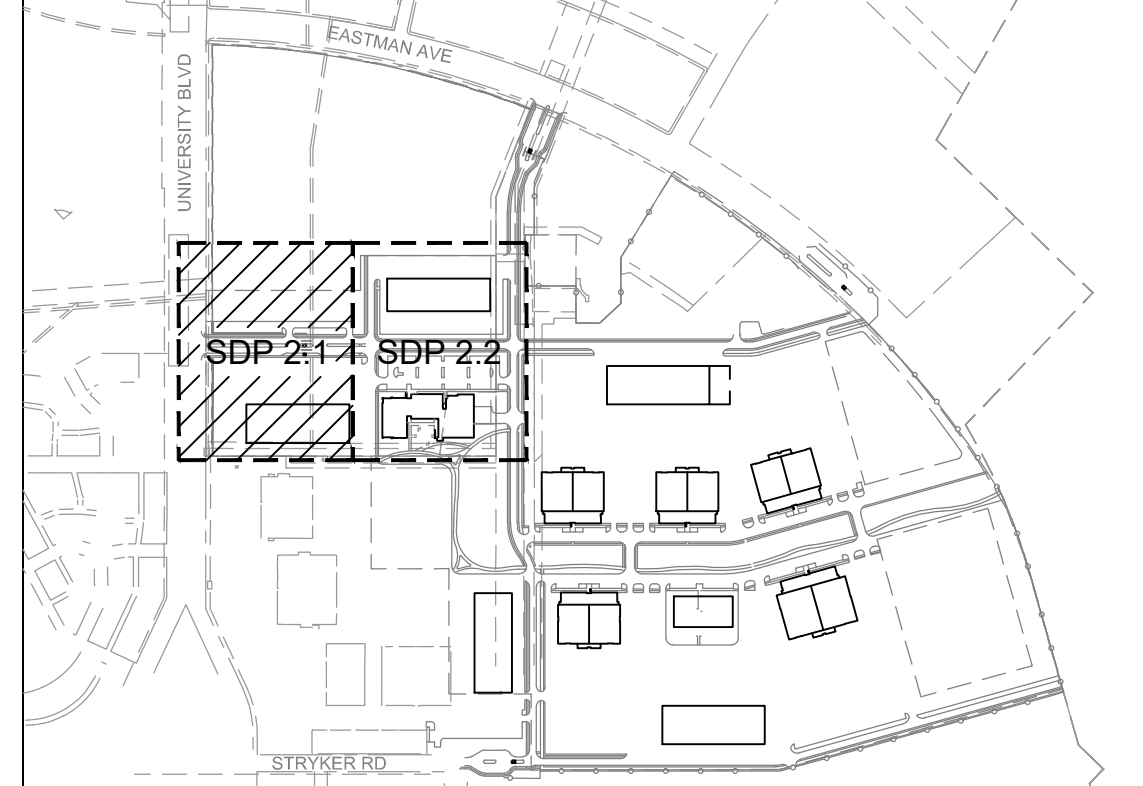 EASTMAN AVE
UNIVERSITY BLVD
SDP 2.1
SDP 2.2
STRYKER RD